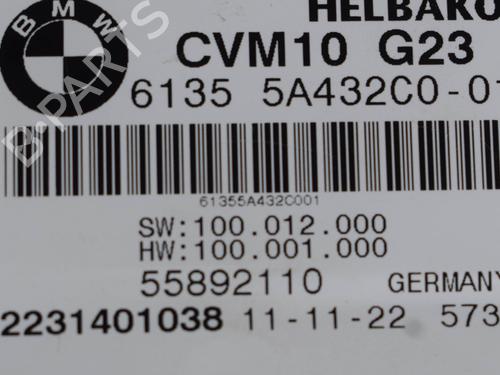 BMW
HELBAKO
CVM10 G23
6135 5A432C0-01
61355A432C001
SW:100.012.000
HW:100.001.000
55892110 GERMANY
2231401038 11-11-22 573
B-PARTS